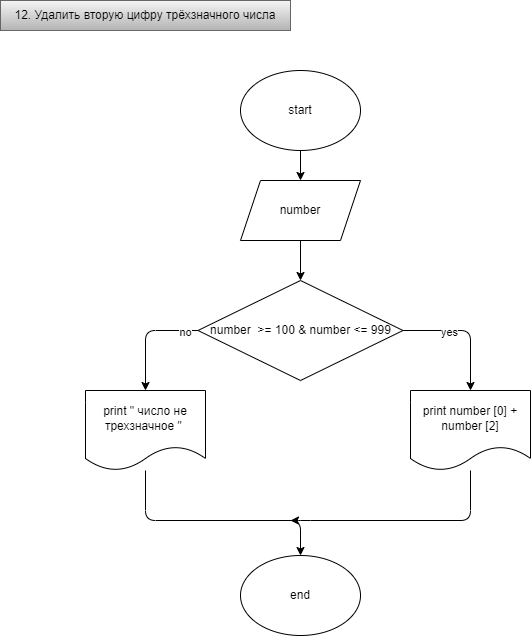 12. Удалить вторую цифру трёхзначного числа
start
number
number  >= 100 & number <= 999
no
yes
print " число не
трехзначное "
print number [0] +
number [2]
end